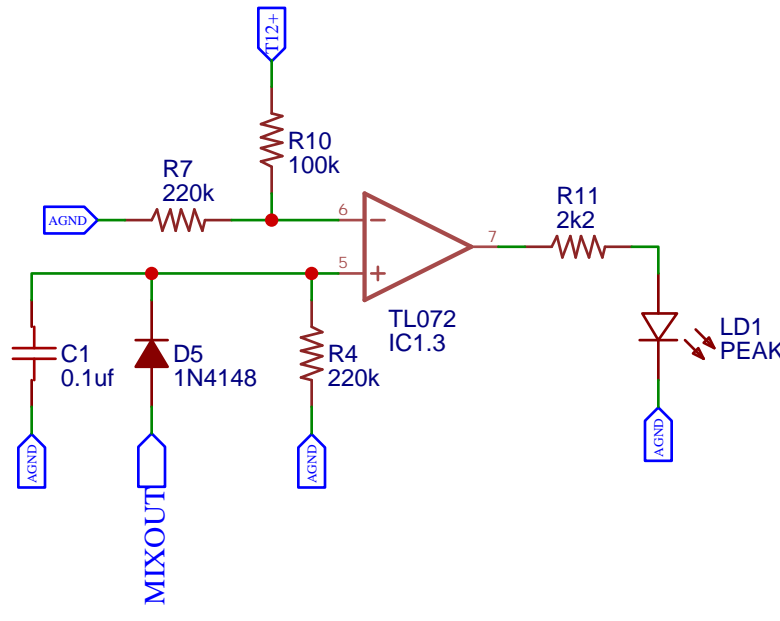 T12+
R10
100k
R7
220k
AGND
6
5
7
R11
2k2
TL072
IC1.3
C1
0.1uf
D5
1N4148
R4
220k
LD1
PEAK
AGND
MIXOUT
AGND
AGND